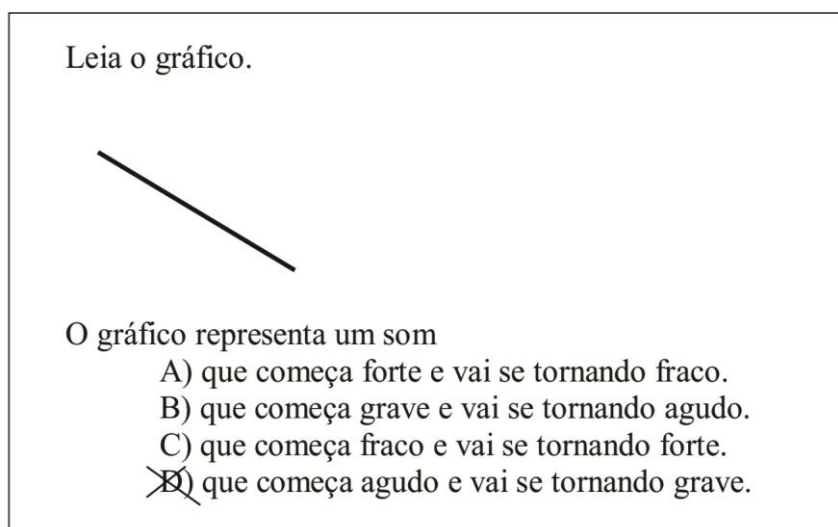 Leia o gráfico.
O gráfico representa um som
A) que começa forte e vai se tornando fraco.
B) que começa grave e vai se tornando agudo.
C) que começa fraco e vai se tornando forte.
D) que começa agudo e vai se tornando grave.